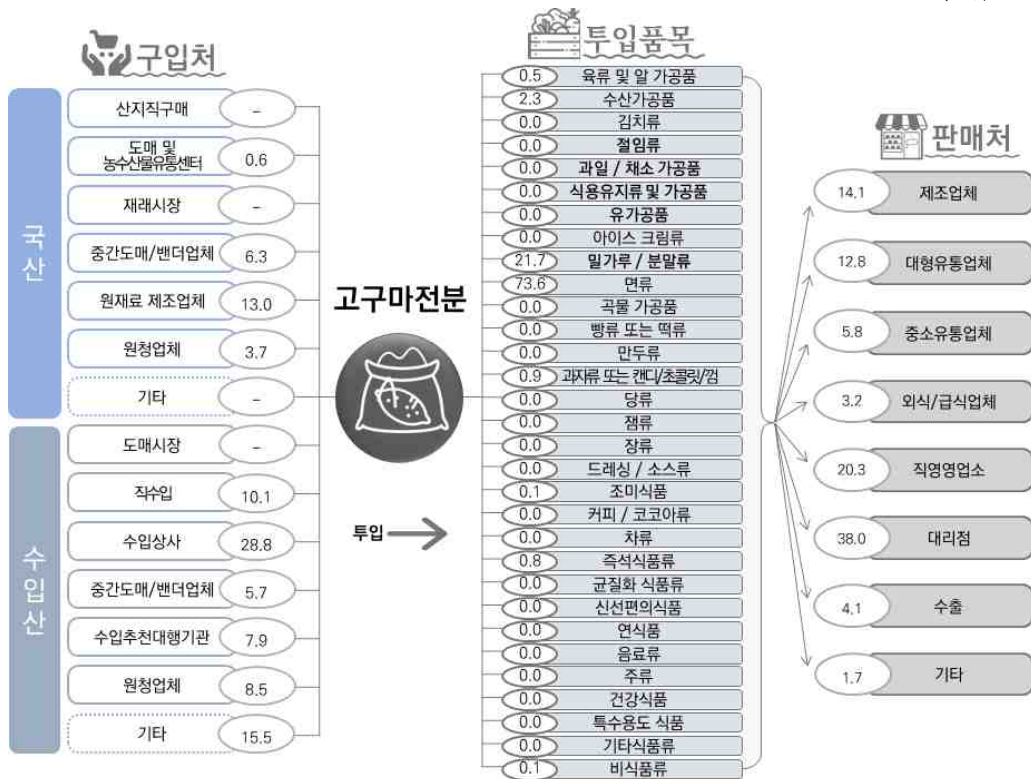 구입처
국산
산지직구매 -
도매 및
농수산물유통센터 0.6
재래시장 -
중간도매/밴더업체 6.3
원재료 제조업체 13.0
원청업체 3.7
기타 -
수입산
도매시장 -
직수입 10.1
수입상사 28.8
중간도매/밴더업체 5.7
수입추천대행기관 7.9
원청업체 8.5
기타 15.5
고구마전분
투입
투입품목
0.5 육류 및 알 가공품
2.3 수산가공품
0.0 김치류
0.0 절임류
0.0 과일 / 채소 가공품
0.0 식용유지류 및 가공품
0.0 유가공품
0.0 아이스 크림류
21.7 밀가루 / 분말류
73.6 면류
0.0 곡물 가공품
0.0 빵류 또는 떡류
0.0 만두류
0.9 과자류 또는 캔디/초콜릿/껌
0.0 당류
0.0 잼류
0.0 장류
0.0 드레싱 / 소스류
0.1 조미식품
0.0 커피 / 코코아류
0.0 차류
0.8 즉석식품류
0.0 균질화 식품류
0.0 신선편의식품
0.0 연식품
0.0 음료류
0.0 주류
0.0 건강식품
0.0 특수용도 식품
0.0 기타식품류
0.1 비식품류
판매처
14.1 제조업체
12.8 대형유통업체
5.8 중소유통업체
3.2 외식/급식업체
20.3 직영영업소
38.0 대리점
4.1 수출
1.7 기타